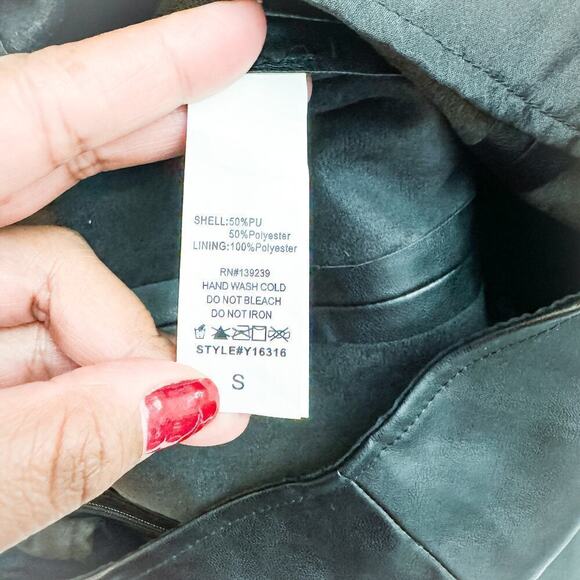 SHELL:50%PU
50%Polyester
LINING:100%Polyester
RN#139239
HAND WASH COLD
DO NOT BLEACH
DO NOT IRON
STYLE#Y16316
S